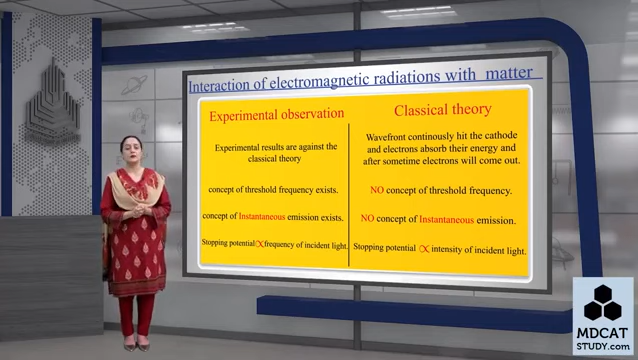 Interaction of electromagnetic radiations with matter
Experimental observation
Experimental results are against the
classical theory
concept of threshold frequency exists.
concept of Instantaneous emission exists.
Stopping potential∝frequency of incident light.
Classical theory
Wavefront continously hit the cathode
and electrons absorb their energy and
after sometime electrons will come out.
NO concept of threshold frequency.
NO concept of Instantaneous emission.
Stopping potential ∝ intensity of incident light.
MDCAT
STUDY.com